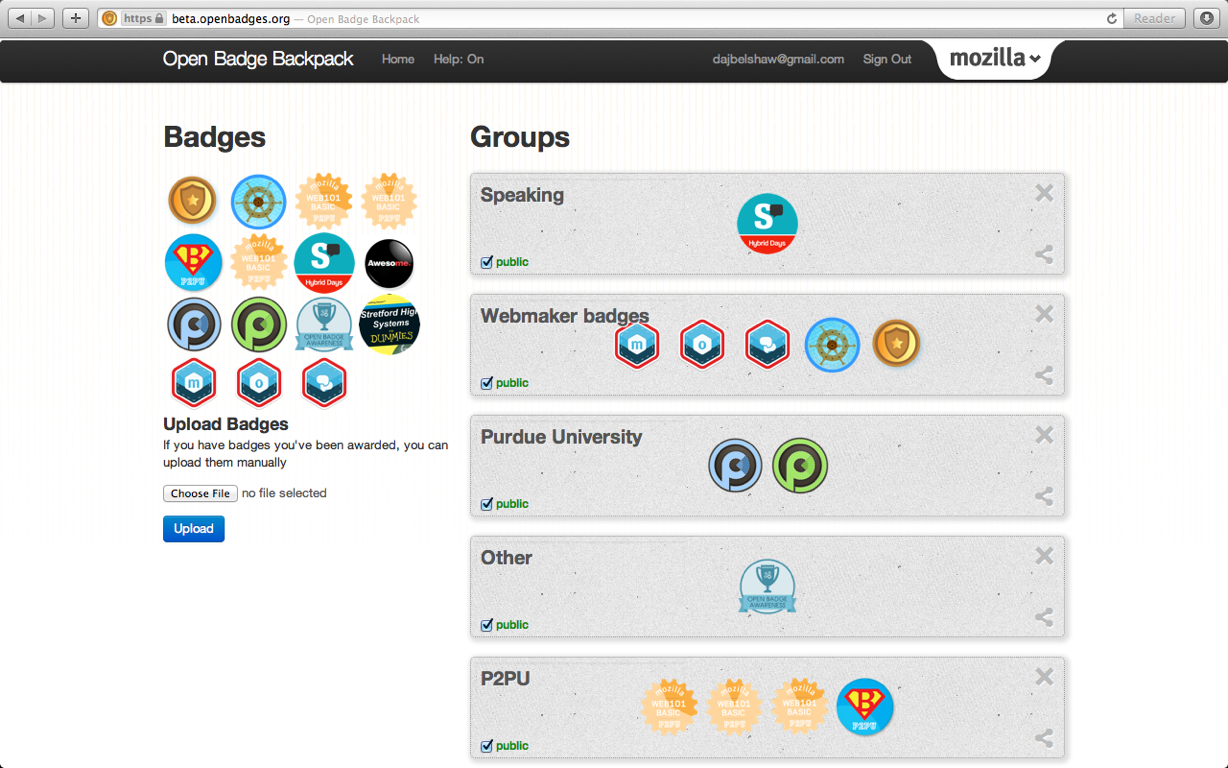 https beta.openbadges.org — Open Badge Backpack Reader
Open Badge Backpack Home Help: On dajbelshaw@gmail.com Sign Out mozilla
Badges
mozilla WEB101 BASIC P2PU
mozilla WEB101 BASIC P2PU
B P2PU
mozilla WEB101 BASIC P2PU
S Hybrid Days
Awesome.
P
P
OPEN BADGE AWARENESS
Stretford High
Systems
FOR
DUMMIES
m
o
Upload Badges
If you have badges you've been awarded, you can
upload them manually
Choose File no file selected
Upload
Groups
Speaking
S
Hybrid Days
public
Webmaker badges
m o
public
Purdue University
P P
public
Other
OPEN BADGE
AWARENESS
public
P2PU
mozilla WEB101 BASIC P2PU
mozilla WEB101 BASIC P2PU
mozilla WEB101 BASIC P2PU
B P2PU
public